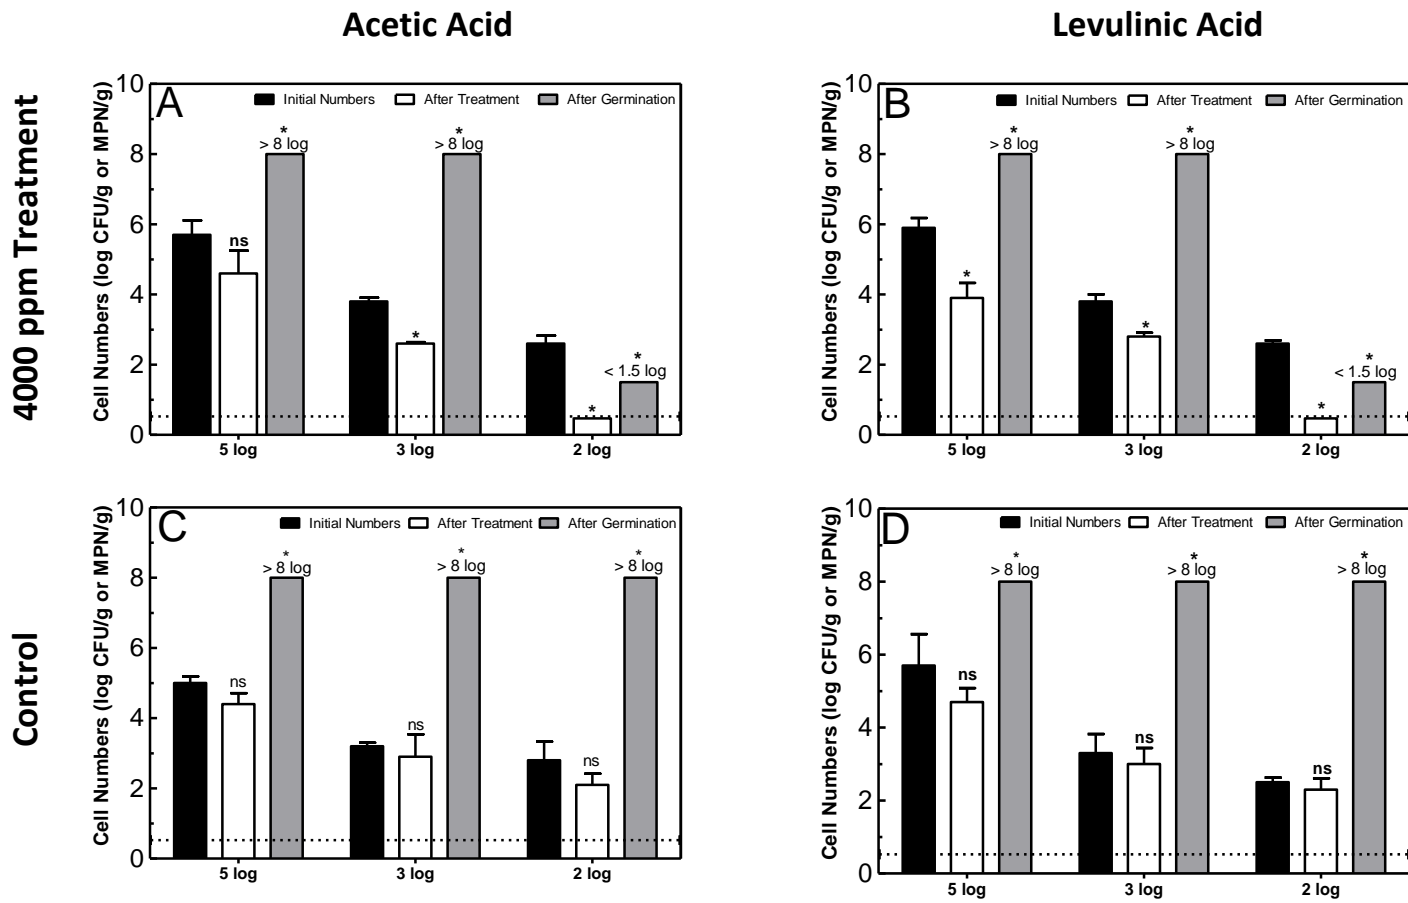 Acetic Acid
Levulinic Acid
4000 ppm Treatment
A
Initial Numbers After Treatment After Germination
Cell Numbers (log CFU/g or MPN/g)
10
8
6
4
2
0
*
> 8 log
ns
*
> 8 log
*
*
< 1.5 log
*
5 log 3 log 2 log
B
Initial Numbers After Treatment After Germination
Cell Numbers (log CFU/g or MPN/g)
10
8
6
4
2
0
*
> 8 log
*
*
> 8 log
*
*
< 1.5 log
*
5 log 3 log 2 log
Control
C
Initial Numbers After Treatment After Germination
Cell Numbers (log CFU/g or MPN/g)
10
8
6
4
2
0
*
> 8 log
ns
*
> 8 log
ns
*
> 8 log
ns
5 log 3 log 2 log
D
Initial Numbers After Treatment After Germination
Cell Numbers (log CFU/g or MPN/g)
10
8
6
4
2
0
*
> 8 log
ns
*
> 8 log
ns
*
> 8 log
ns
5 log 3 log 2 log